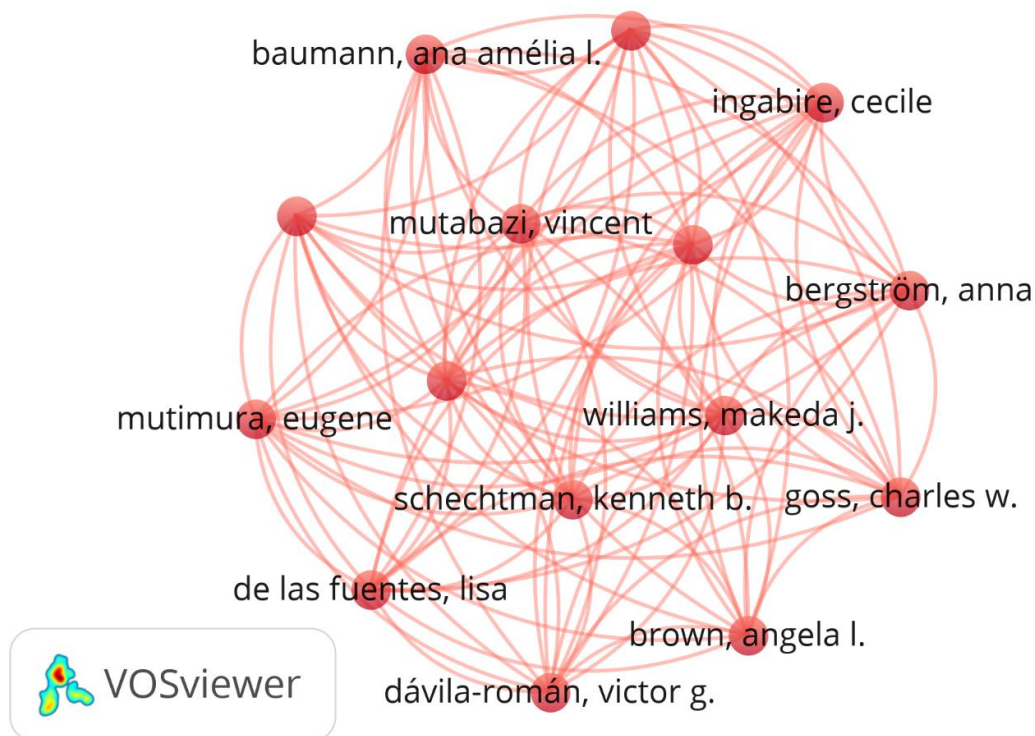 baumann, ana amélia l.
ingabire, cecile
mutabazi, vincent
bergström, anna
mutimura, eugene
williams, makeda j.
schechtman, kenneth b.
goss, charles w.
de las fuentes, lisa
brown, angela l.
dávila-román, victor g.
VOSviewer